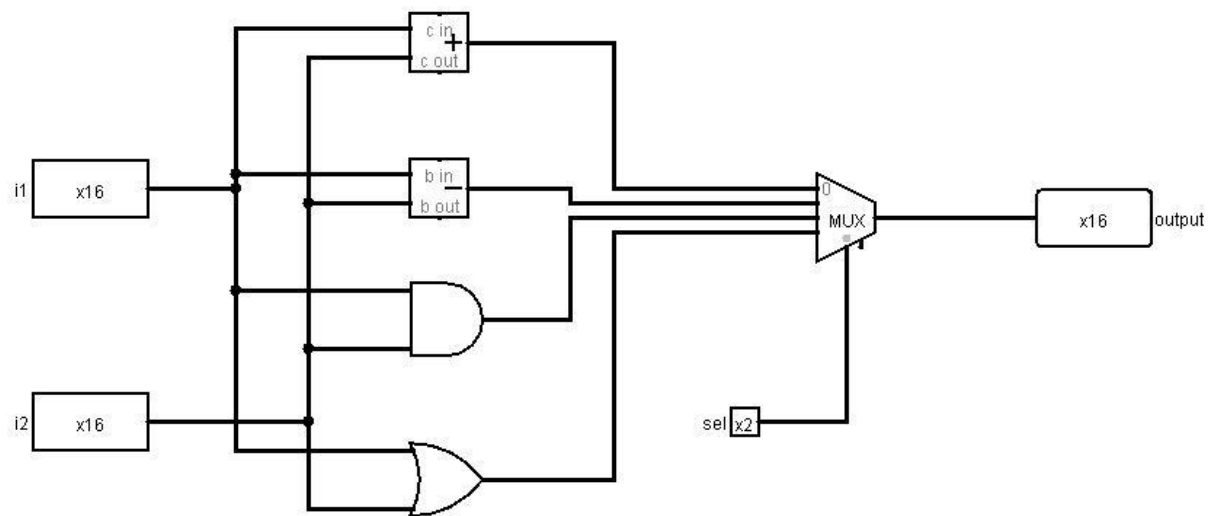 c in
+
c out
i1
x16
b in
−
b out
0
MUX
x16
output
i2
x16
sel
x2